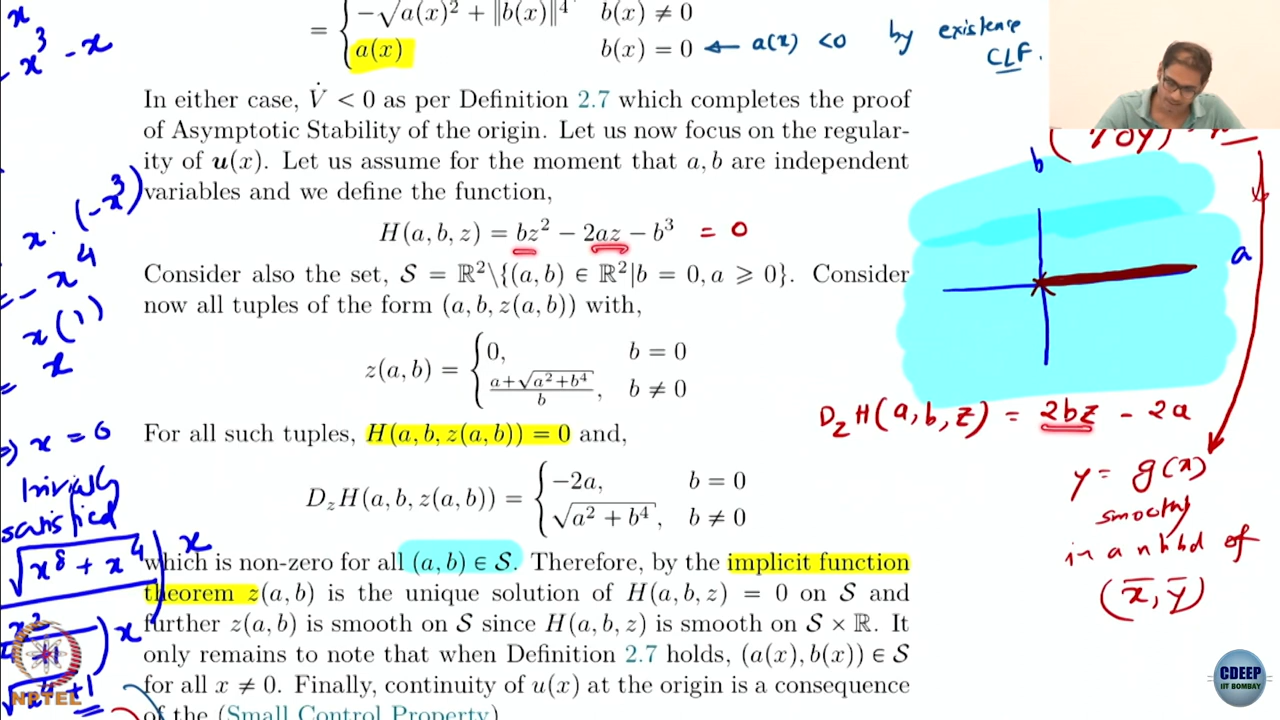 x
- x³ - x
= { -√a(x)² + ‖b(x)‖⁴ b(x) ≠ 0
a(x) b(x) = 0 ← a(x) < 0 by existence
CLF.
In either case, V̇ < 0 as per Definition 2.7 which completes the proof
of Asymptotic Stability of the origin. Let us now focus on the regular-
ity of u(x). Let us assume for the moment that a, b are independent
variables and we define the function,
x · (-x³)
H(a, b, z) = bz² − 2az − b³ = 0
= - x⁴
Consider also the set, S = ℝ²\{(a, b) ∈ ℝ²|b = 0, a ⩾ 0}. Consider
now all tuples of the form (a, b, z(a, b)) with,
x(1)
= x
z(a, b) = { 0, b = 0
(a+√(a²+b⁴))/b, b ≠ 0
For all such tuples, H(a, b, z(a, b)) = 0 and,
⇒ x = 0
trivially
satisfied
D_zH(a, b, z(a, b)) = { −2a, b = 0
√(a² + b⁴), b ≠ 0
√(x⁸ + x⁴) x
which is non-zero for all (a, b) ∈ S. Therefore, by the implicit function
theorem z(a, b) is the unique solution of H(a, b, z) = 0 on S and
further z(a, b) is smooth on S since H(a, b, z) is smooth on S × ℝ. It
only remains to note that when Definition 2.7 holds, (a(x), b(x)) ∈ S
for all x ≠ 0. Finally, continuity of u(x) at the origin is a consequence
of the (Small Control Property)
b
a
D_zH(a, b, z) = 2bz - 2a
y = g(x)
smoothly
in a nbhd of
(x̄, ȳ)
NPTEL
CDEEP
IIT BOMBAY